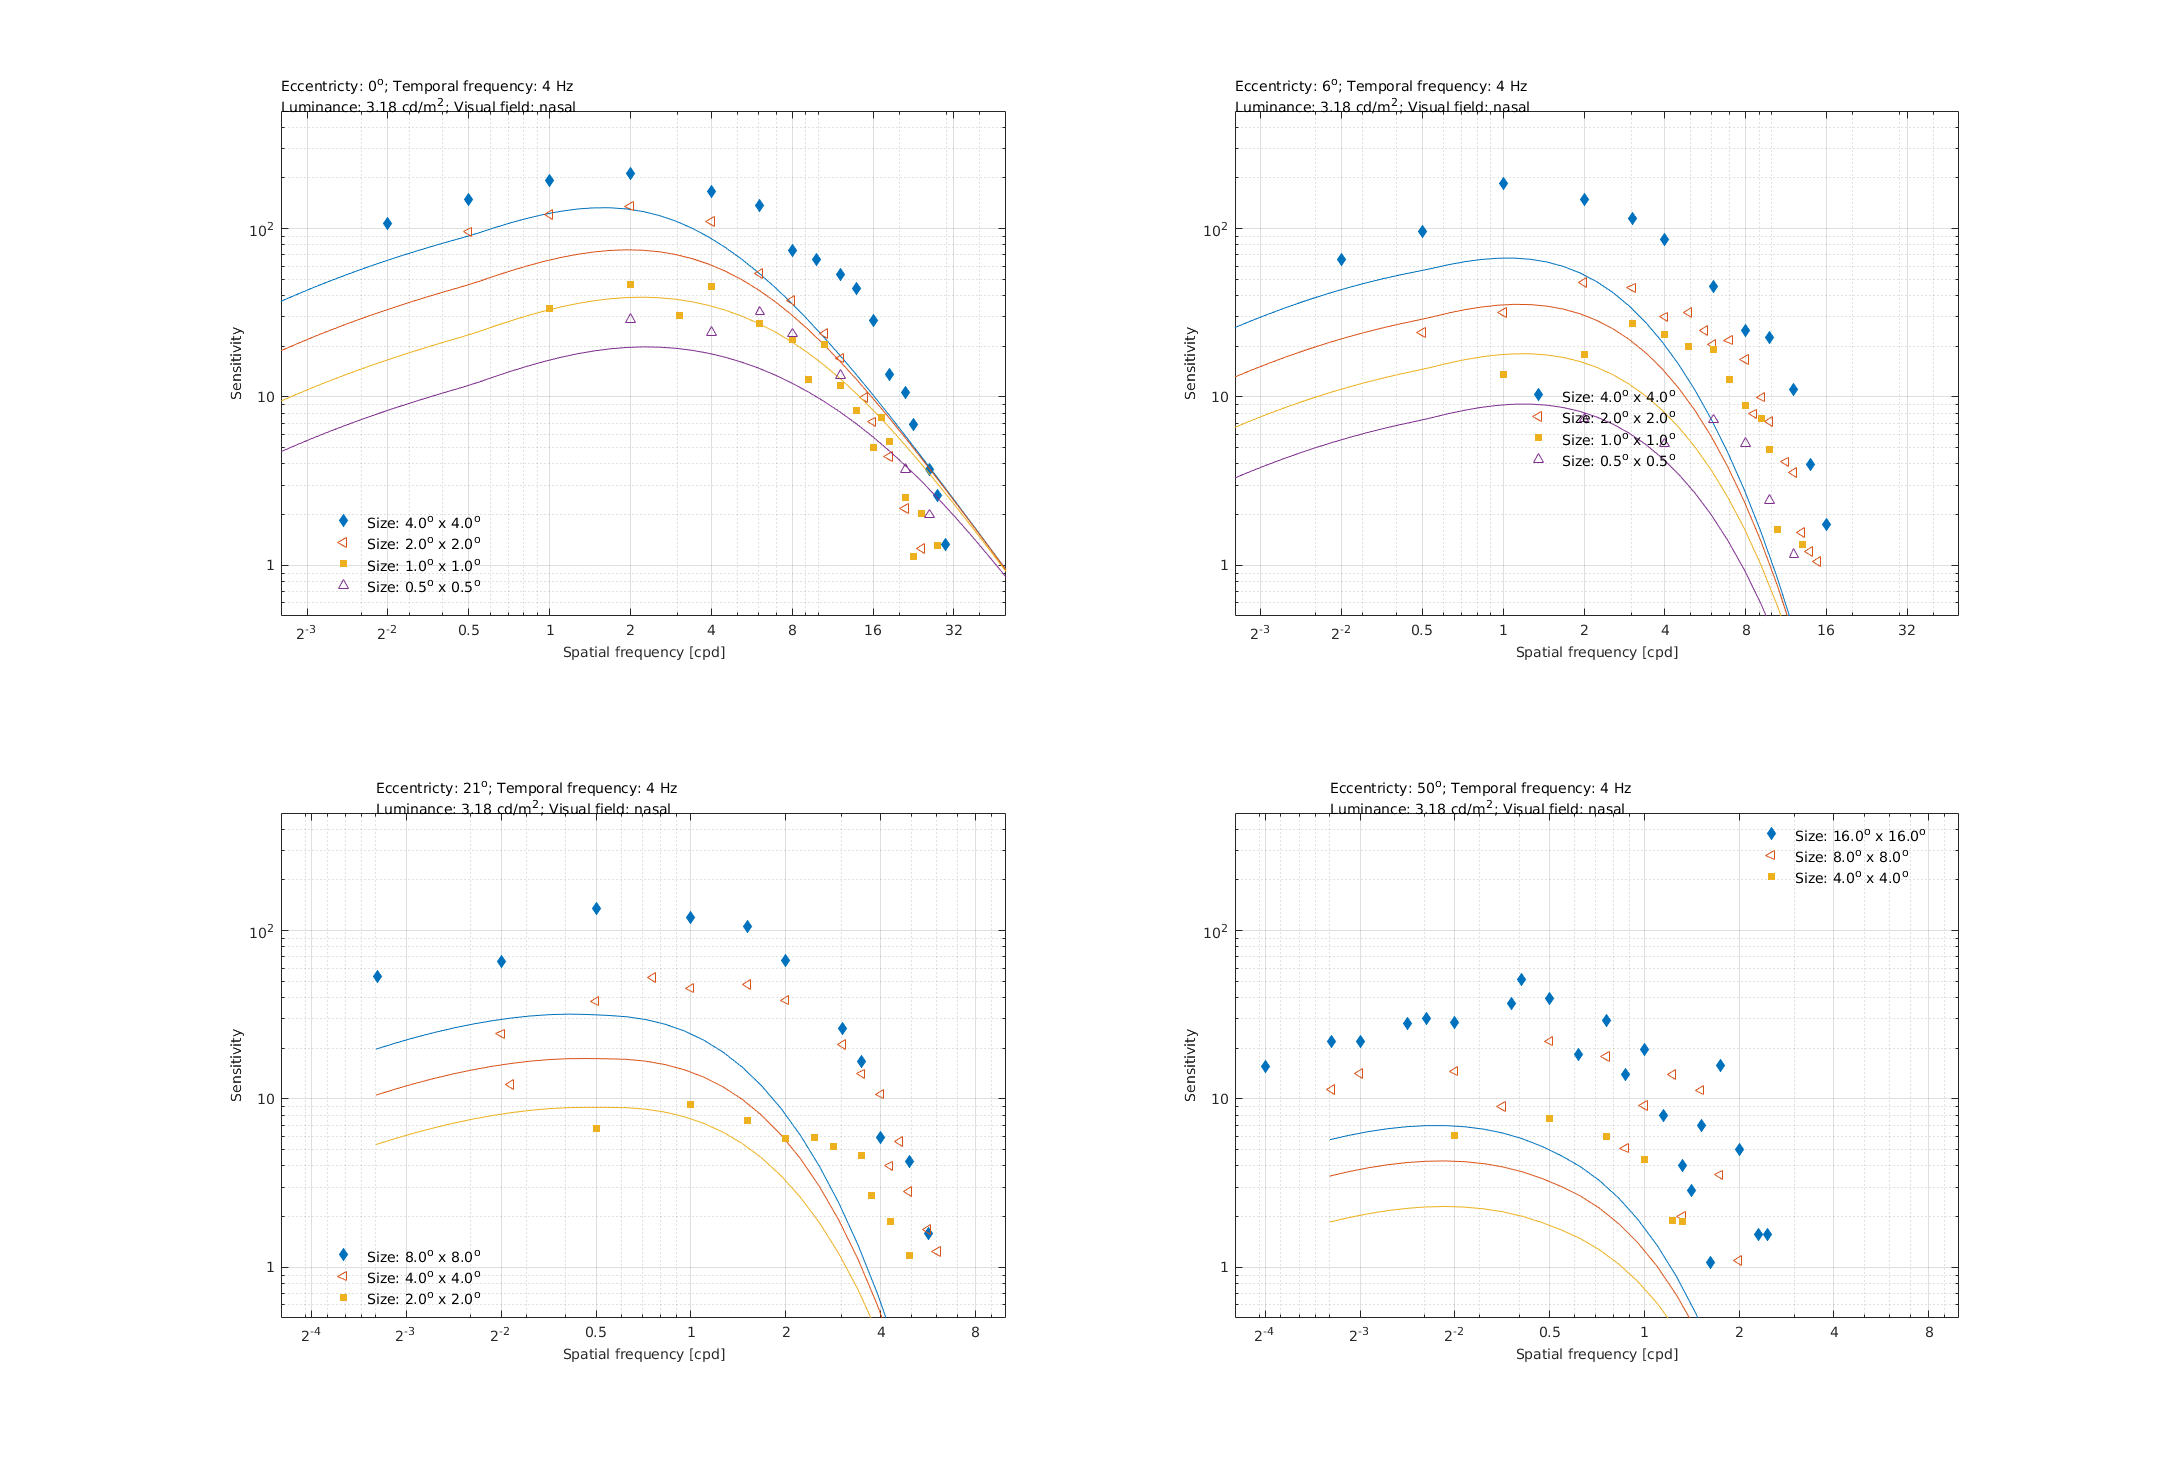 Eccentricty: 0°; Temporal frequency: 4 Hz
Luminance: 3.18 cd/m²; Visual field: nasal
10²
10
1
Sensitivity
Size: 4.0° x 4.0°
Size: 2.0° x 2.0°
Size: 1.0° x 1.0°
Size: 0.5° x 0.5°
2⁻³ 2⁻² 0.5 1 2 4 8 16 32
Spatial frequency [cpd]
Eccentricty: 6°; Temporal frequency: 4 Hz
Luminance: 3.18 cd/m²; Visual field: nasal
10²
10
1
Sensitivity
Size: 4.0° x 4.0°
Size: 2.0° x 2.0°
Size: 1.0° x 1.0°
Size: 0.5° x 0.5°
2⁻³ 2⁻² 0.5 1 2 4 8 16 32
Spatial frequency [cpd]
Eccentricty: 21°; Temporal frequency: 4 Hz
Luminance: 3.18 cd/m²; Visual field: nasal
10²
10
1
Sensitivity
Size: 8.0° x 8.0°
Size: 4.0° x 4.0°
Size: 2.0° x 2.0°
2⁻⁴ 2⁻³ 2⁻² 0.5 1 2 4 8
Spatial frequency [cpd]
Eccentricty: 50°; Temporal frequency: 4 Hz
Luminance: 3.18 cd/m²; Visual field: nasal
Size: 16.0° x 16.0°
Size: 8.0° x 8.0°
Size: 4.0° x 4.0°
10²
10
1
Sensitivity
2⁻⁴ 2⁻³ 2⁻² 0.5 1 2 4 8
Spatial frequency [cpd]